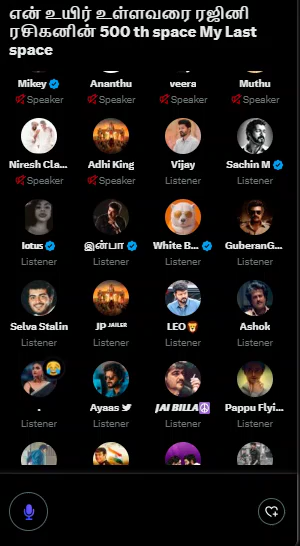 என் உயிர் உள்ளவரை ரஜினி
ரசிகனின் 500 th space My Last
space
Mikey Ananthu veera Muthu
Speaker Speaker Speaker Speaker
Niresh Cla... Adhi King Vijay Sachin M
Speaker Speaker Listener Listener
lotus இன்பா White B... GuberanG...
Listener Listener Listener Listener
Selva Stalin JP ᴶᴬᴵᴸᴱᴿ LEO🦁 Ashok
Listener Listener Listener Listener
. Ayaas JAI BILLA☮ Pappu Flyi...
Listener Listener Listener Listener